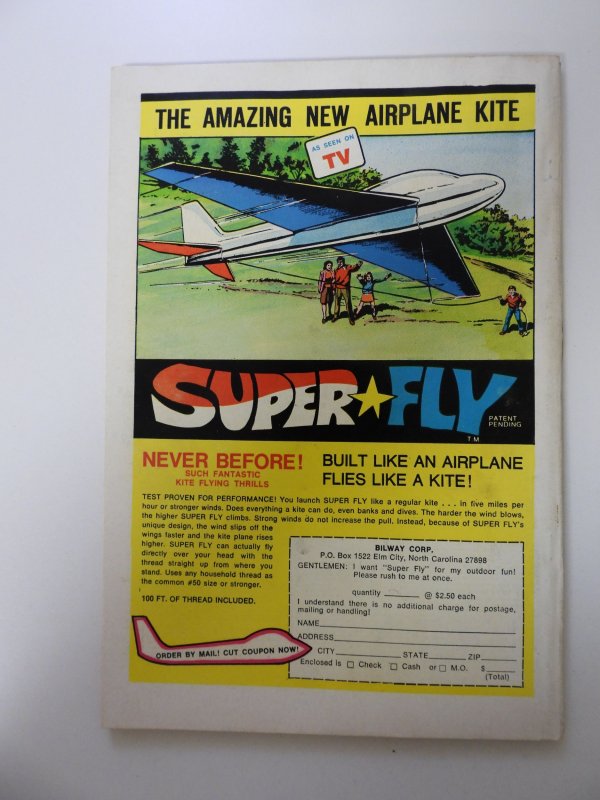 THE AMAZING NEW AIRPLANE KITE
AS SEEN ON
TV
SUPER FLY
PATENT
PENDING
T.M
NEVER BEFORE!
SUCH FANTASTIC
KITE FLYING THRILLS
BUILT LIKE AN AIRPLANE
FLIES LIKE A KITE!
TEST PROVEN FOR PERFORMANCE! You launch SUPER FLY like a regular kite . . . in five miles per
hour or stronger winds. Does everything a kite can do, even banks and dives. The harder the wind blows,
the higher SUPER FLY climbs. Strong winds do not increase the pull. Instead, because of SUPER FLY's
unique design, the wind slips off the
wings faster and the kite plane rises
higher. SUPER FLY can actually fly
directly over your head with the
thread straight up from where you
stand. Uses any household thread as
the common #50 size or stronger.
100 FT. OF THREAD INCLUDED.
ORDER BY MAIL! CUT COUPON NOW!
BILWAY CORP.
P.O. Box 1522 Elm City, North Carolina 27898
GENTLEMEN: I want "Super Fly" for my outdoor fun!
Please rush to me at once.
quantity ______ @ $2.50 each
I understand there is no additional charge for postage,
mailing or handling!
NAME
ADDRESS
CITY STATE ZIP
Enclosed is □ Check □ Cash or □ M.O. $
(Total)